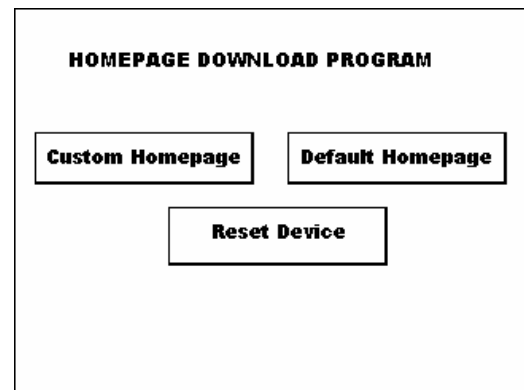 HOMEPAGE DOWNLOAD PROGRAM
Custom Homepage
Default Homepage
Reset Device